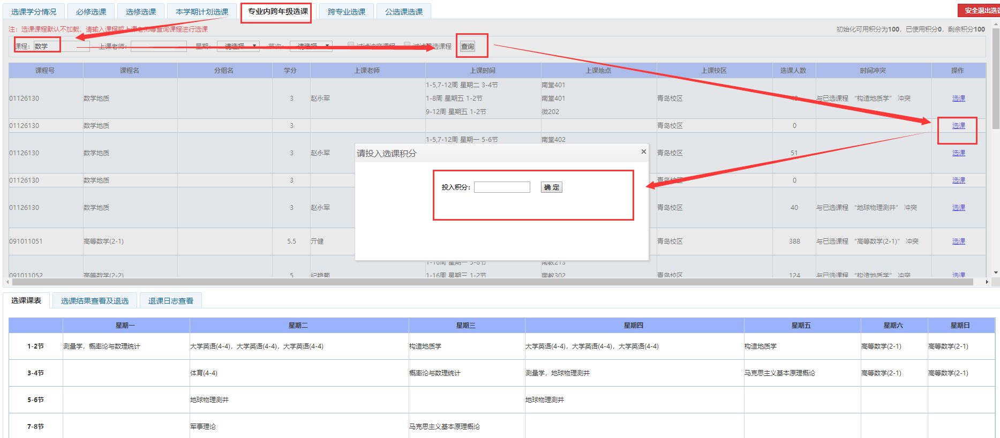 选课学分情况 必修选课 选修选课 本学期计划选课 专业内跨年级选课 跨专业选课 公选课选课 安全退出选
注：选课课程默认不加载，请输入课程或上课老师等查询课程进行选课 初始化可用积分为100，已使用积分0，剩余积分100
课程： 数学 上课老师： 星期： 请选择 节次： 请选择 过滤冲突课程 选课程 查询
课程号 课程名 分组名 学分 上课老师 上课时间 上课地点 上课校区 选课人数 时间冲突 操作
1-5,7-12周 星期二 3-4节 南堂401
01126130 数学地质 3 赵永军 1-8周 星期五 1-2节 南堂401 青岛校区 与已选课程 “构造地质学” 冲突 选课
9-12周 星期五 1-2节 微202
01126130 数学地质 3 青岛校区 0 选课
1-5,7-12周 星期一 5-6节 南堂402
01126130 数学地质 3 赵永军 青岛校区 51 选课
01126130 数学地质 3 青岛校区 0 选课
01126130 数学地质 3 赵永军 青岛校区 40 与已选课程 “地球物理测井” 冲突 选课
091011051 高等数学(2-1) 5.5 亓健 青岛校区 388 与已选课程 “高等数学(2-1)” 冲突 选课
1-16周 星期一 5-6节 南教213
091011052 高等数学(2-2) 5 纪艳菊 1-16周 星期三 1-2节 南教302 青岛校区 124 与已选课程 “构造地质学” 冲突 选课
请投入选课积分 ×
投入积分： 确 定
选课课表 选课结果查看及退选 退课日志查看
星期一 星期二 星期三 星期四 星期五 星期六 星期日
1-2节 测量学，概率论与数理统计 大学英语(4-4)，大学英语(4-4)，大学英语(4-4) 构造地质学 大学英语(4-4)，大学英语(4-4)，大学英语(4-4) 构造地质学 高等数学(2-1) 高等数学(2-1)
3-4节 体育(4-4) 概率论与数理统计 测量学，地球物理测井 马克思主义基本原理概论 高等数学(2-1) 高等数学(2-1)
5-6节 地球物理测井 地球物理测井
7-8节 军事理论 马克思主义基本原理概论